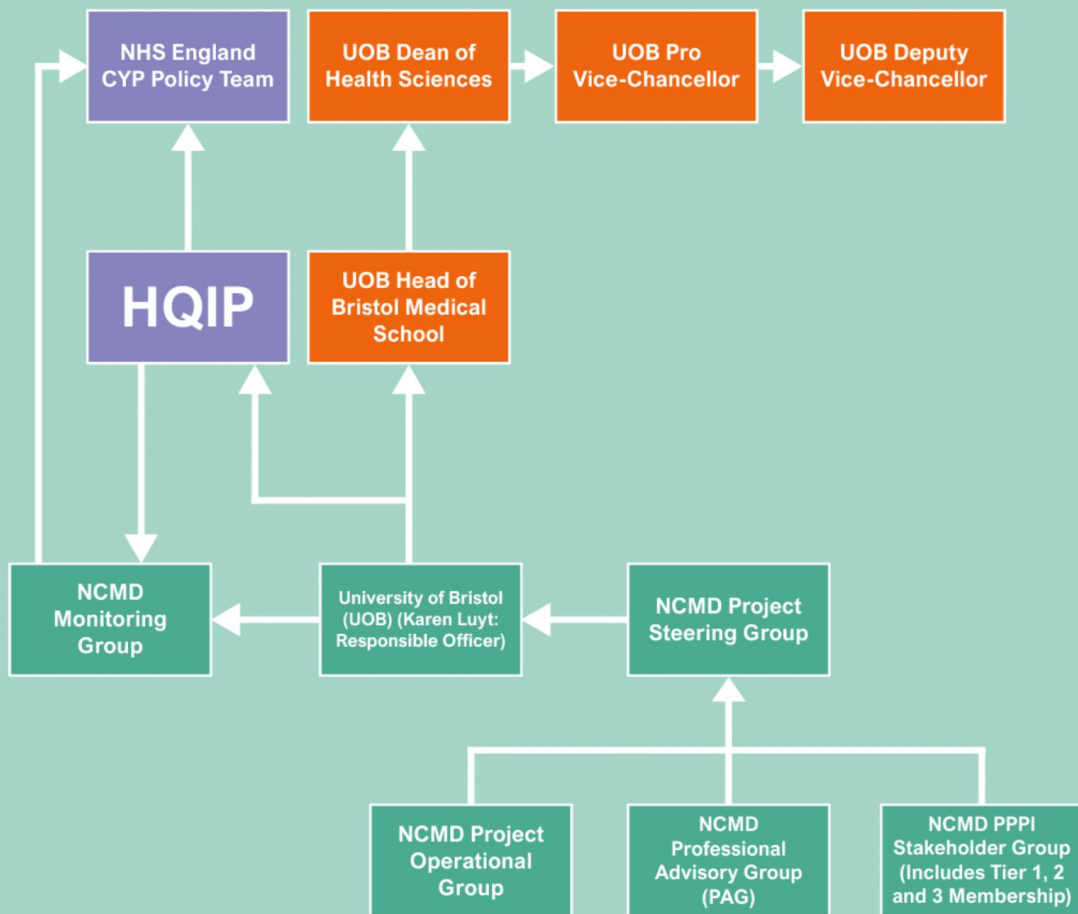 NHS England
CYP Policy Team
UOB Dean of
Health Sciences
UOB Pro
Vice-Chancellor
UOB Deputy
Vice-Chancellor
HQIP
UOB Head of
Bristol Medical
School
NCMD
Monitoring
Group
University of Bristol
(UOB) (Karen Luyt:
Responsible Officer)
NCMD Project
Steering Group
NCMD Project
Operational
Group
NCMD
Professional
Advisory Group
(PAG)
NCMD PPPI
Stakeholder Group
(Includes Tier 1, 2
and 3 Membership)